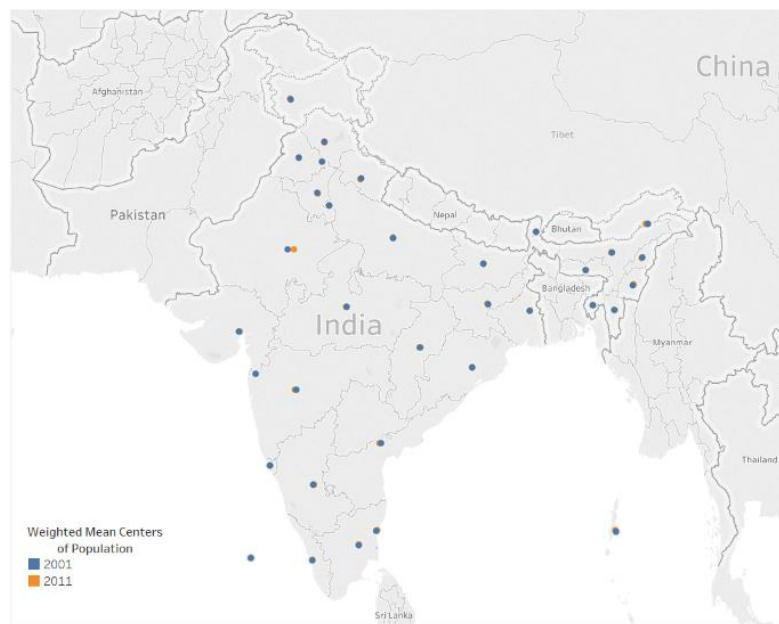 China
Afghanistan
Tibet
Pakistan
Nepal
Bhutan
Bangladesh
India
Myanmar
Thailand
Weighted Mean Centers
of Population
2001
2011
Sri Lanka